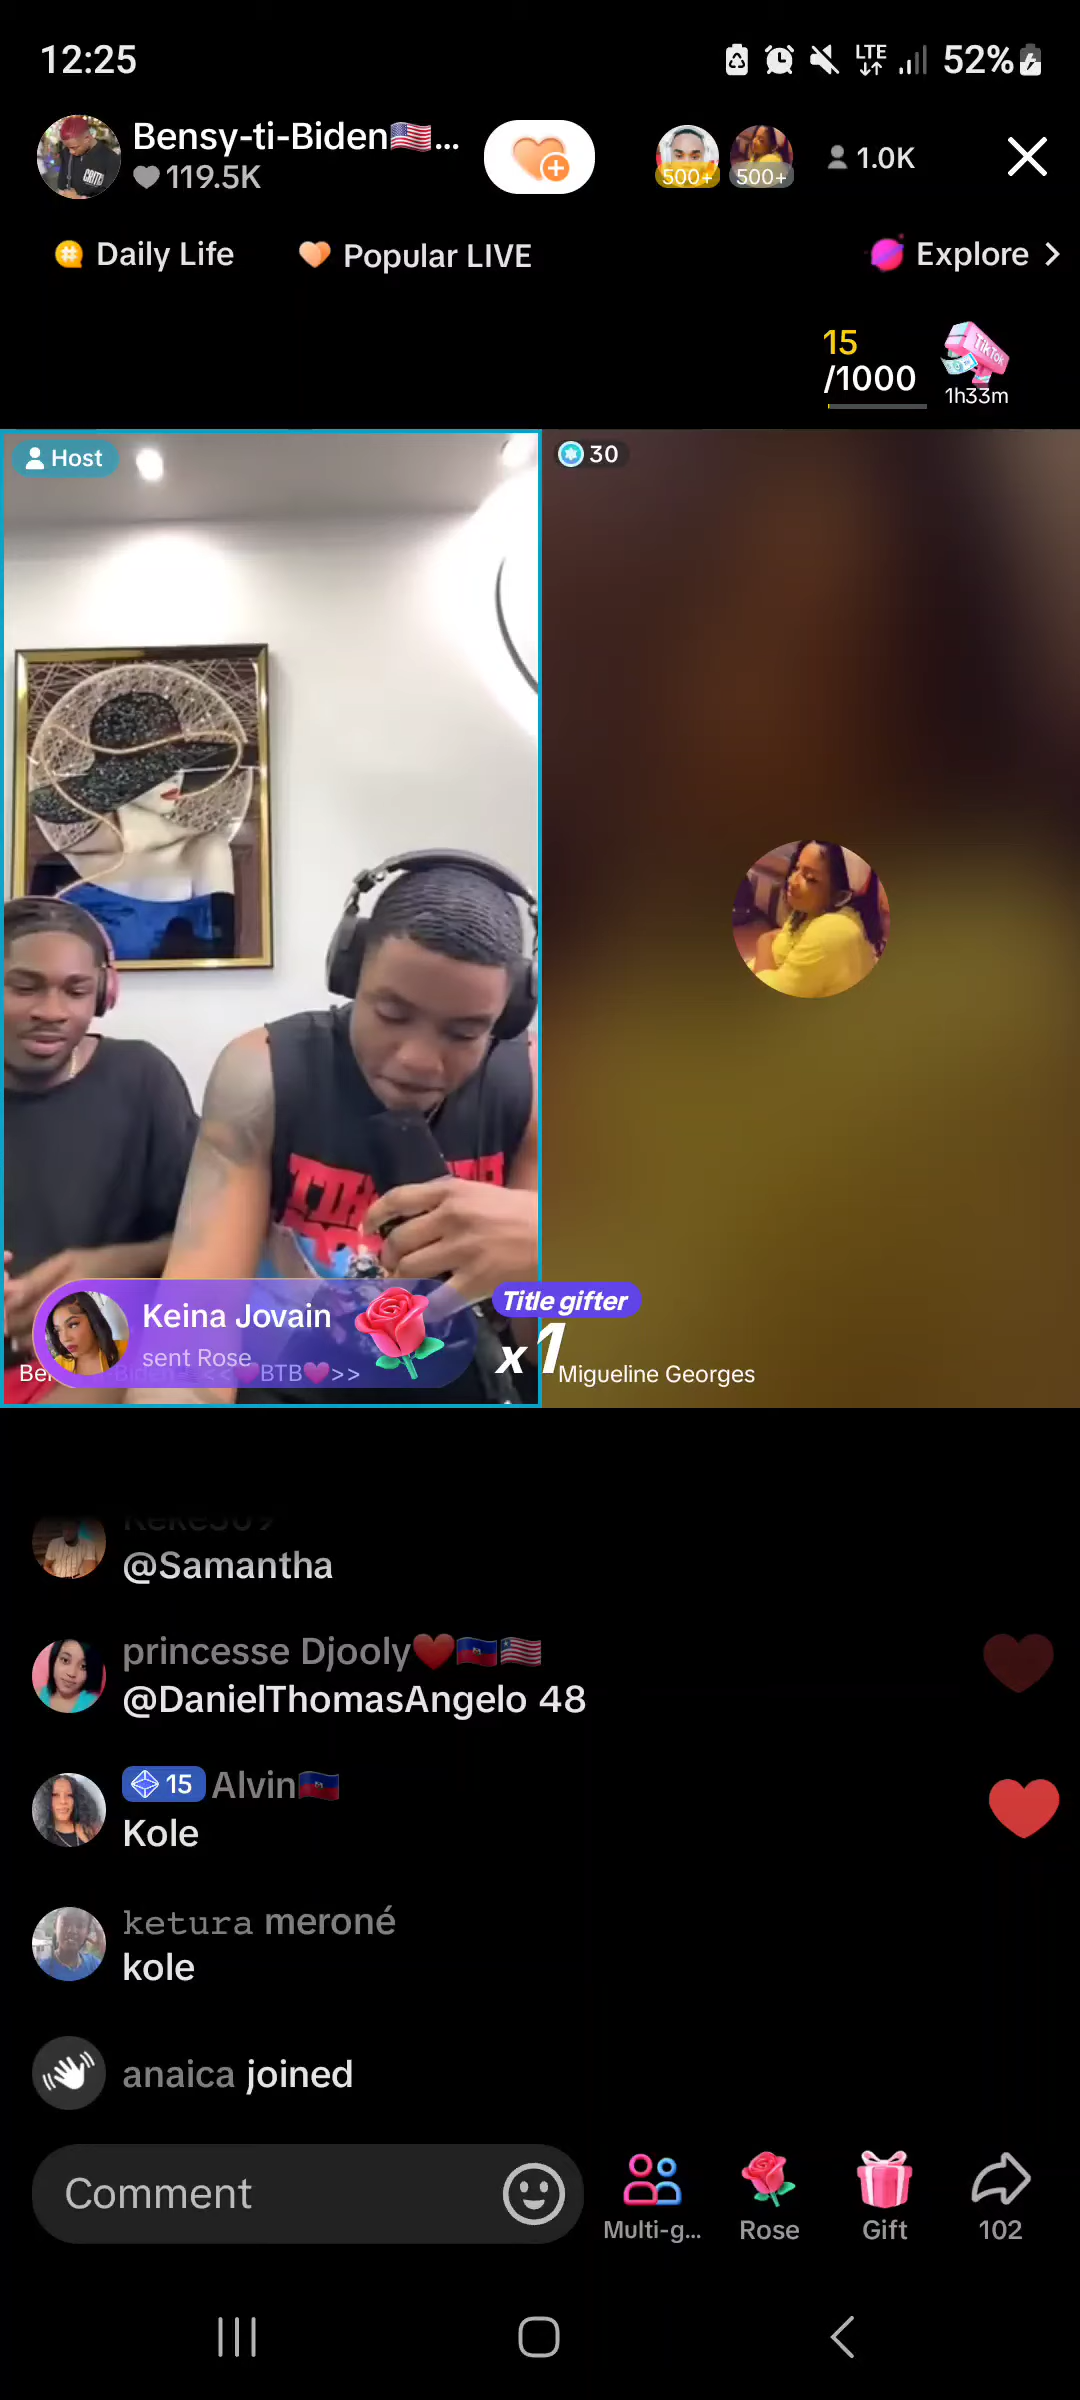 12:25
LTE
52%
Bensy-ti-Biden🇺🇸...
119.5K
500+
500+
1.0K
Daily Life
Popular LIVE
Explore
15
/1000
TikTok
1h33m
Host
30
Title gifter
Keina Jovain
sent Rose
x1
<<❤️BTB❤️>>
Migueline Georges
@Samantha
princesse Djooly❤️🇭🇹🇱🇷
@DanielThomasAngelo 48
15 Alvin🇭🇹
Kole
ketura meroné
kole
anaica joined
Comment
Multi-g...
Rose
Gift
102